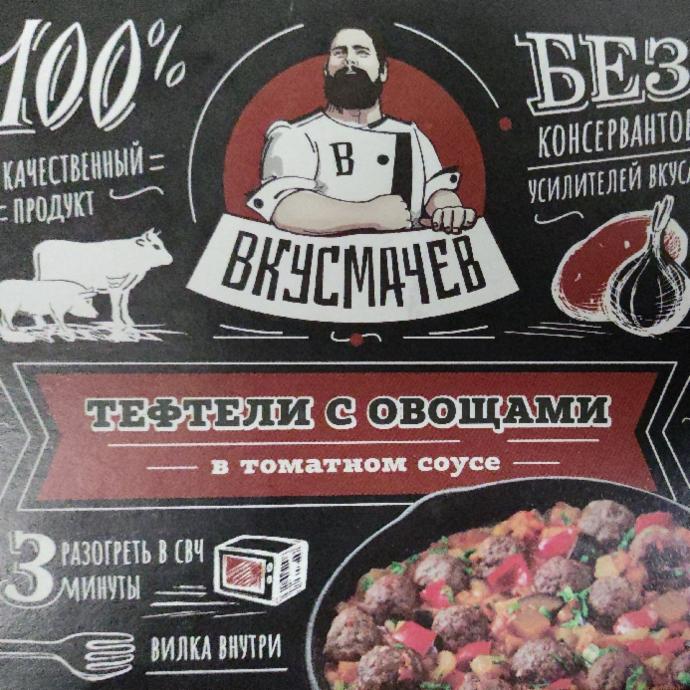 100%
КАЧЕСТВЕННЫЙ
ПРОДУКТ
В
ВКУСМАЧЕВ
БЕЗ
КОНСЕРВАНТОВ
УСИЛИТЕЛЕЙ ВКУСА
ТЕФТЕЛИ С ОВОЩАМИ
в томатном соусе
3 РАЗОГРЕТЬ В СВЧ
МИНУТЫ
ВИЛКА ВНУТРИ